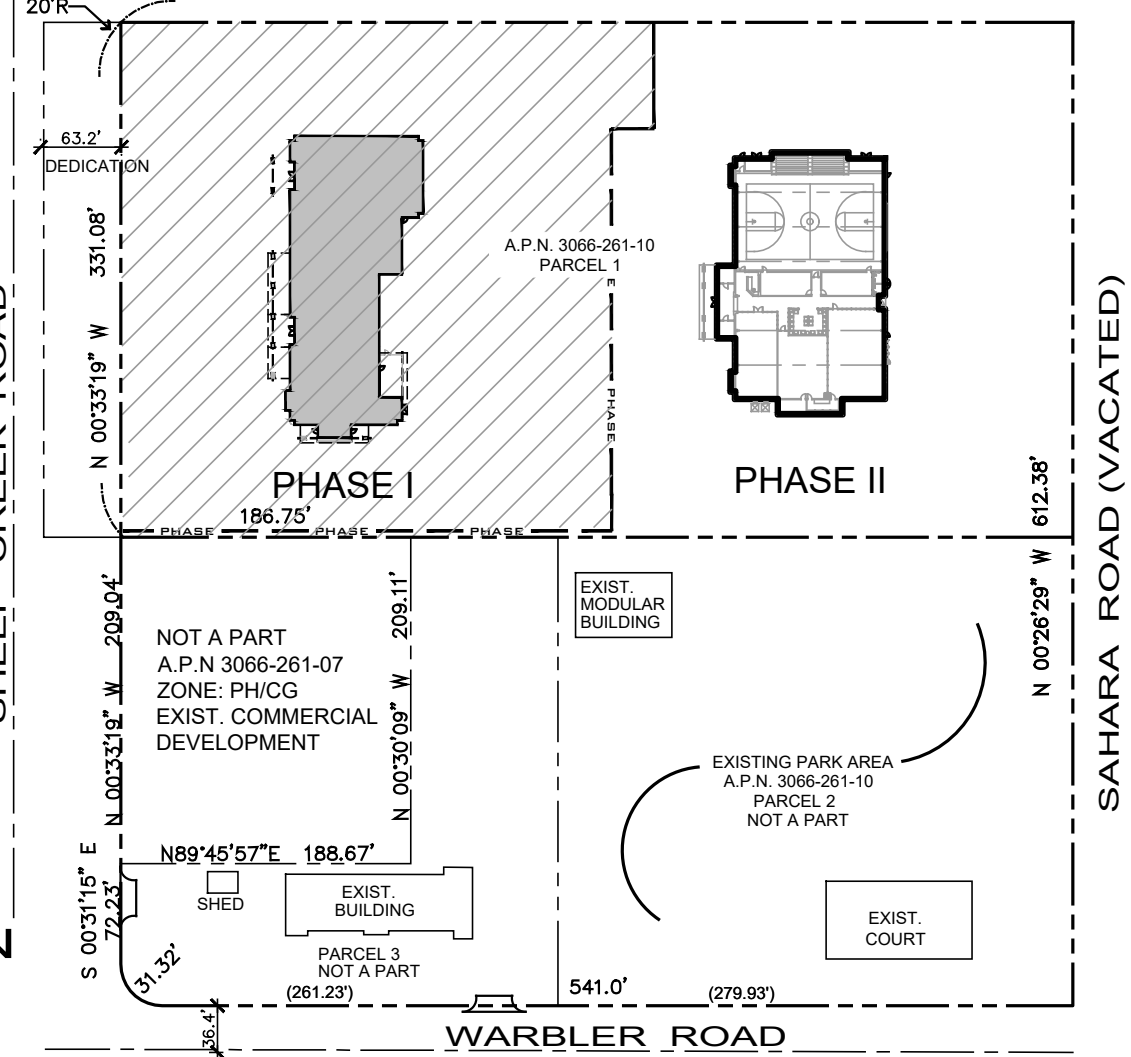 20'R
63.2'
DEDICATION
N 00°33'19" W 331.08'
A.P.N. 3066-261-10
PARCEL 1
PHASE
PHASE I
PHASE II
186.75'
PHASE PHASE PHASE
N 00°26'29" W 612.38'
SAHARA ROAD (VACATED)
N 00°33'19" W 209.04'
NOT A PART
A.P.N 3066-261-07
ZONE: PH/CG
EXIST. COMMERCIAL
DEVELOPMENT
N 00°30'09" W 209.11'
EXIST.
MODULAR
BUILDING
EXISTING PARK AREA
A.P.N. 3066-261-10
PARCEL 2
NOT A PART
N89°45'57"E 188.67'
S 00°31'15" E
72.23'
SHED
EXIST.
BUILDING
EXIST.
COURT
PARCEL 3
NOT A PART
31.32'
(261.23')
541.0'
(279.93')
36.4'
WARBLER ROAD